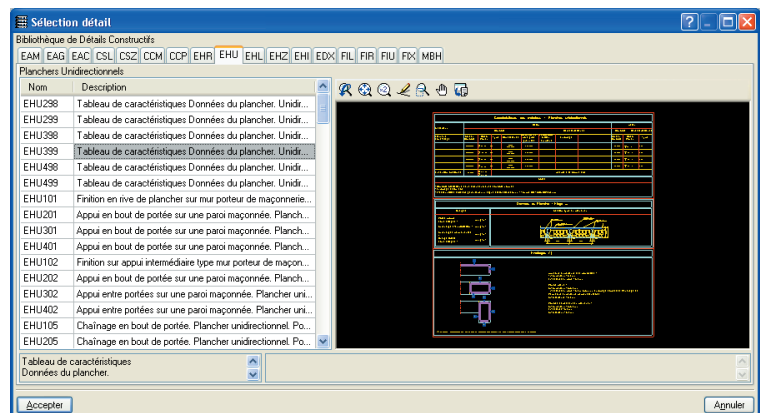 Sélection détail
Bibliothèque de Détails Constructifs
EAM EAG EAC CSL CSZ CCM CCP EHR EHU EHL EHZ EHI EDX FIL FIR FIU FIX MBH
Planchers Unidirectionnels
Nom Description
EHU298 Tableau de caractéristiques Données du plancher. Unidir...
EHU299 Tableau de caractéristiques Données du plancher. Unidir...
EHU398 Tableau de caractéristiques Données du plancher. Unidir...
EHU399 Tableau de caractéristiques Données du plancher. Unidir...
EHU498 Tableau de caractéristiques Données du plancher. Unidir...
EHU499 Tableau de caractéristiques Données du plancher. Unidir...
EHU101 Finition en rive de plancher sur mur porteur de maçonnerie...
EHU201 Appui en bout de portée sur une paroi maçonnée. Planch...
EHU301 Appui en bout de portée sur une paroi maçonnée. Planch...
EHU401 Appui en bout de portée sur une paroi maçonnée. Planch...
EHU102 Finition sur appui intermédiaire type mur porteur de maçon...
EHU202 Appui en bout de portée sur une paroi maçonnée. Planch...
EHU302 Appui entre portées sur une paroi maçonnée. Plancher uni...
EHU402 Appui entre portées sur une paroi maçonnée. Plancher uni...
EHU105 Chaînage en bout de portée. Plancher unidirectionnel. Po...
EHU205 Chaînage en bout de portée. Plancher unidirectionnel. Po...
Tableau de caractéristiques
Données du plancher.
Accepter
Annuler